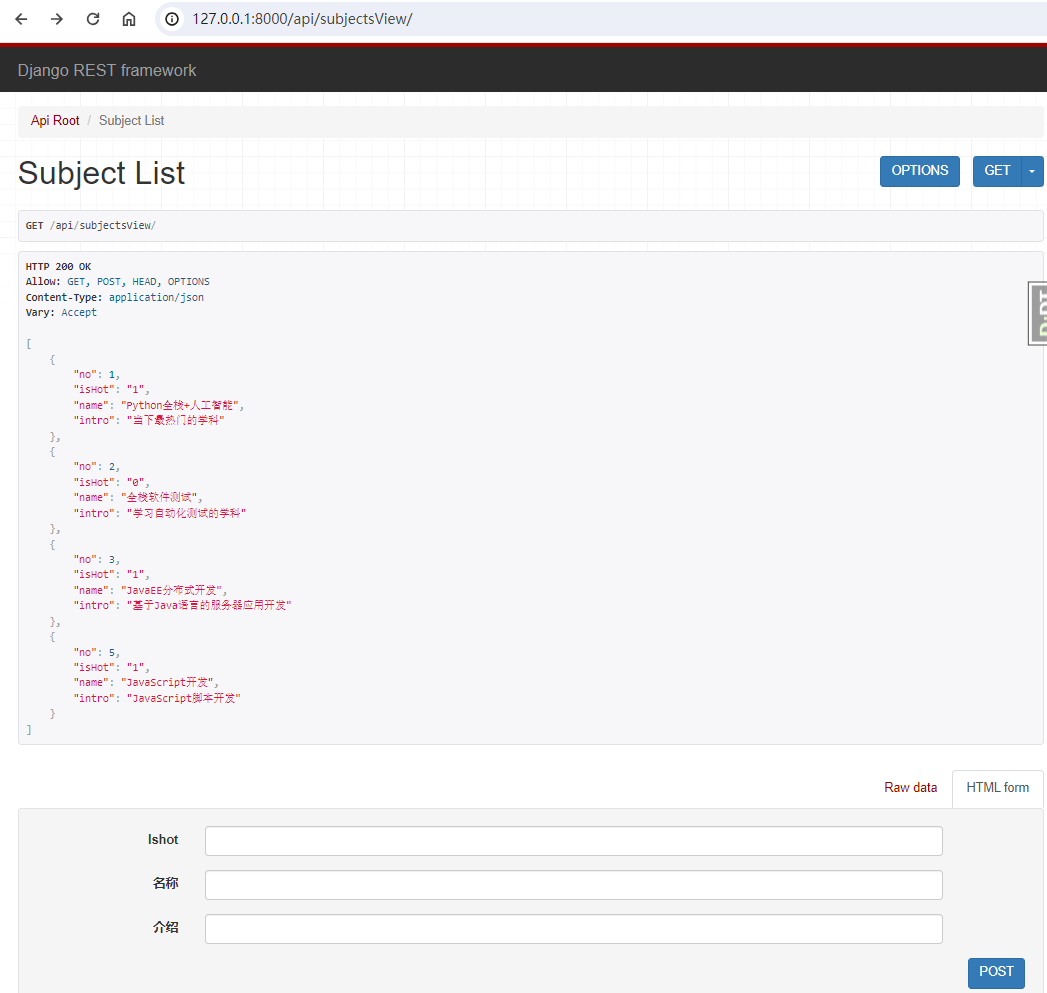 127.0.0.1:8000/api/subjectsView/
Django REST framework
Api Root / Subject List
Subject List
OPTIONS
GET
GET /api/subjectsView/
HTTP 200 OK
Allow: GET, POST, HEAD, OPTIONS
Content-Type: application/json
Vary: Accept
[
    {
        "no": 1,
        "isHot": "1",
        "name": "Python全栈+人工智能",
        "intro": "当下最热门的学科"
    },
    {
        "no": 2,
        "isHot": "0",
        "name": "全栈软件测试",
        "intro": "学习自动化测试的学科"
    },
    {
        "no": 3,
        "isHot": "1",
        "name": "JavaEE分布式开发",
        "intro": "基于Java语言的服务器应用开发"
    },
    {
        "no": 5,
        "isHot": "1",
        "name": "JavaScript开发",
        "intro": "JavaScript脚本开发"
    }
]
DjDT
Raw data
HTML form
Ishot
名称
介绍
POST